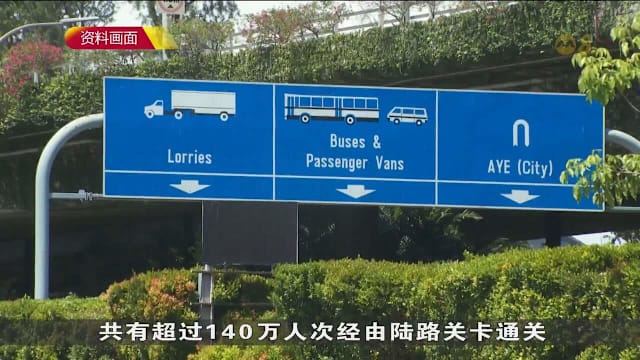 资料画面
Lorries
Buses &
Passenger Vans
AYE (City)
共有超过140万人次经由陆路关卡通关